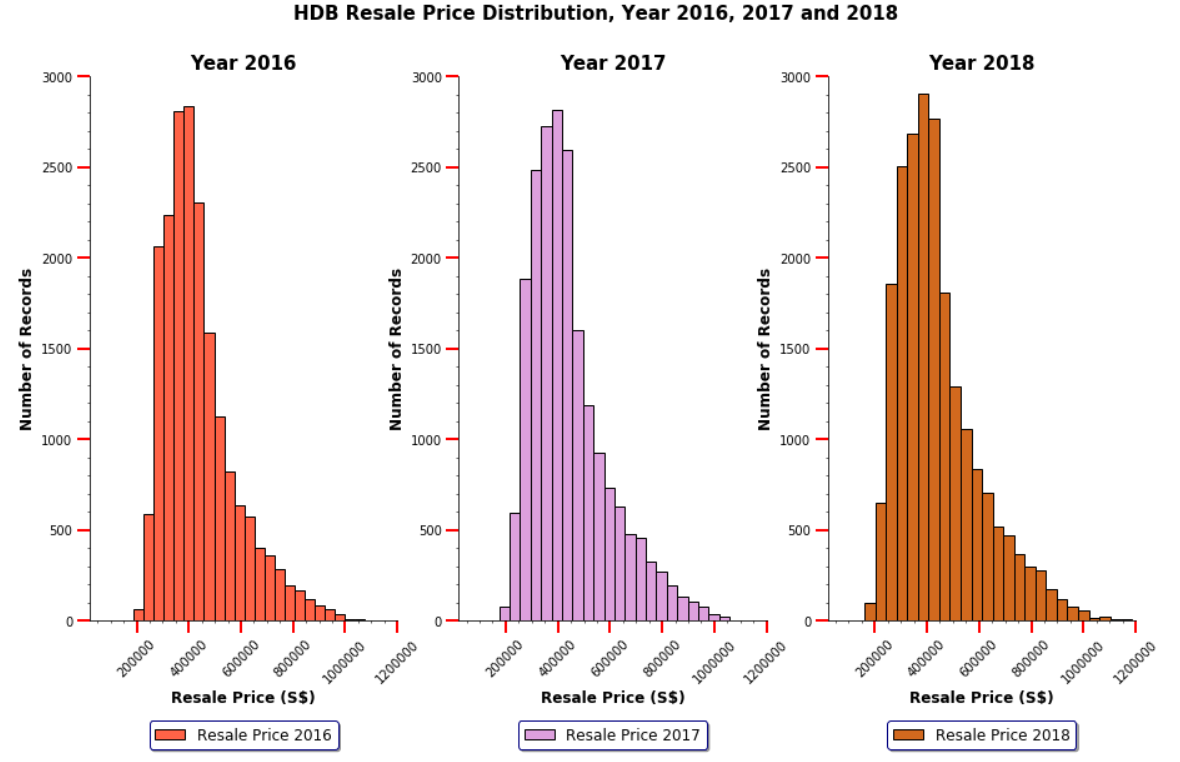 HDB Resale Price Distribution, Year 2016, 2017 and 2018
Year 2016
3000
2500
2000
1500
1000
500
0
Number of Records
200000 400000 600000 800000 1000000 1200000
Resale Price (S$)
Resale Price 2016
Year 2017
3000
2500
2000
1500
1000
500
0
Number of Records
200000 400000 600000 800000 1000000 1200000
Resale Price (S$)
Resale Price 2017
Year 2018
3000
2500
2000
1500
1000
500
0
Number of Records
200000 400000 600000 800000 1000000 1200000
Resale Price (S$)
Resale Price 2018